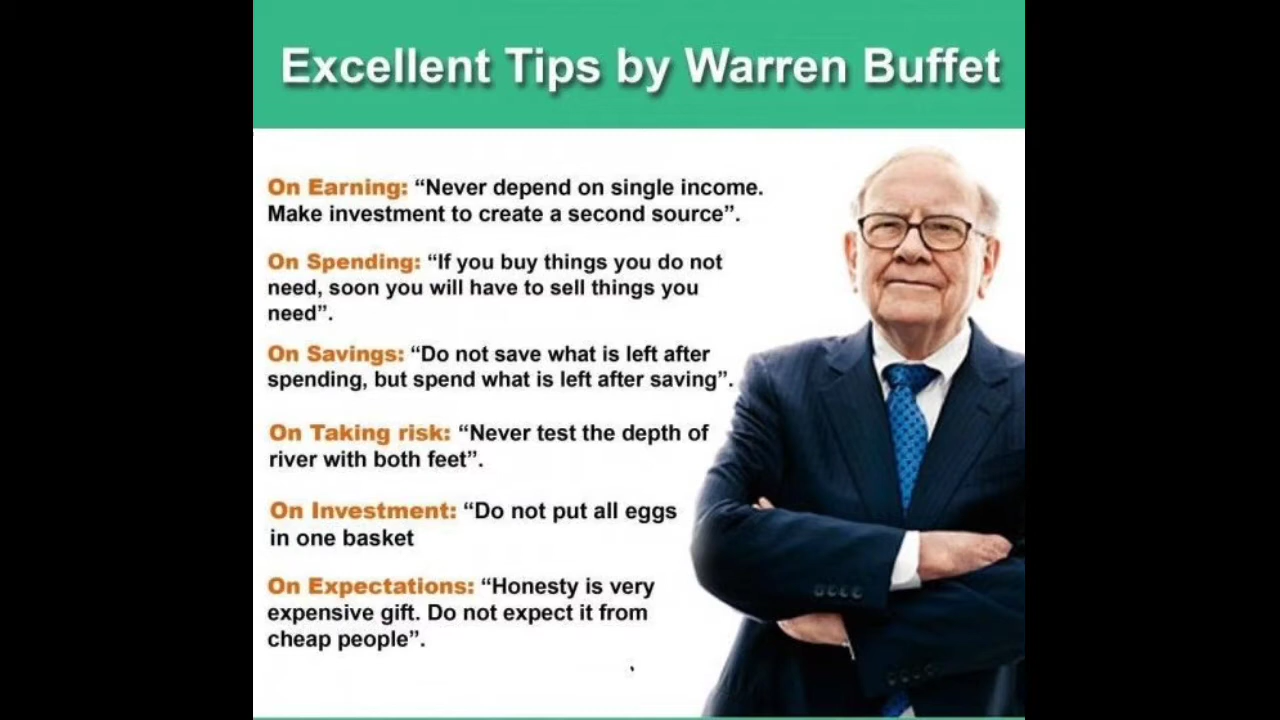 Excellent Tips by Warren Buffet
On Earning: “Never depend on single income.
Make investment to create a second source”.
On Spending: “If you buy things you do not
need, soon you will have to sell things you
need”.
On Savings: “Do not save what is left after
spending, but spend what is left after saving”.
On Taking risk: “Never test the depth of
river with both feet”.
On Investment: “Do not put all eggs
in one basket
On Expectations: “Honesty is very
expensive gift. Do not expect it from
cheap people”.